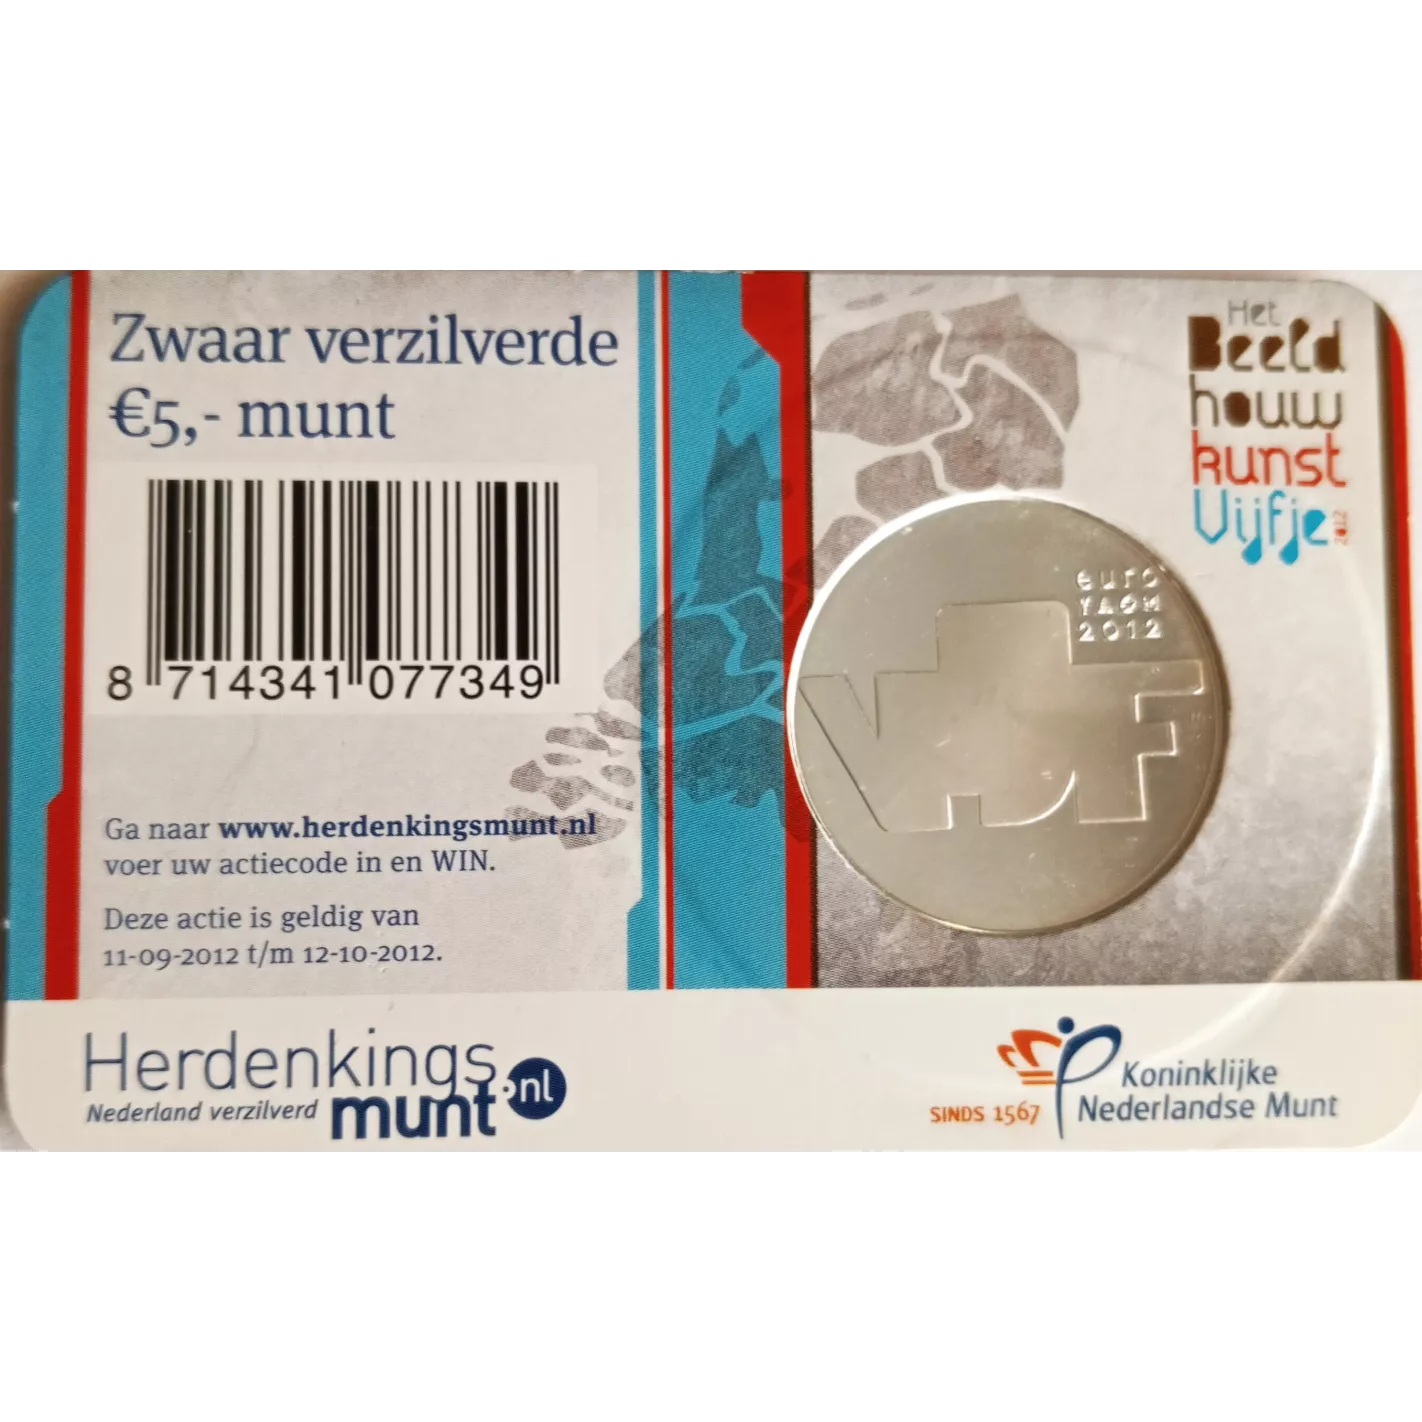 Zwaar verzilverde
€5,- munt
8 714341 077349
Ga naar www.herdenkingsmunt.nl
voer uw actiecode in en WIN.
Deze actie is geldig van
11-09-2012 t/m 12-10-2012.
Herdenkings
munt.nl
Nederland verzilverd
Het
Beeld
houw
kunst
Vijfje
2012
euro
2012
VIJF
SINDS 1567
Koninklijke
Nederlandse Munt